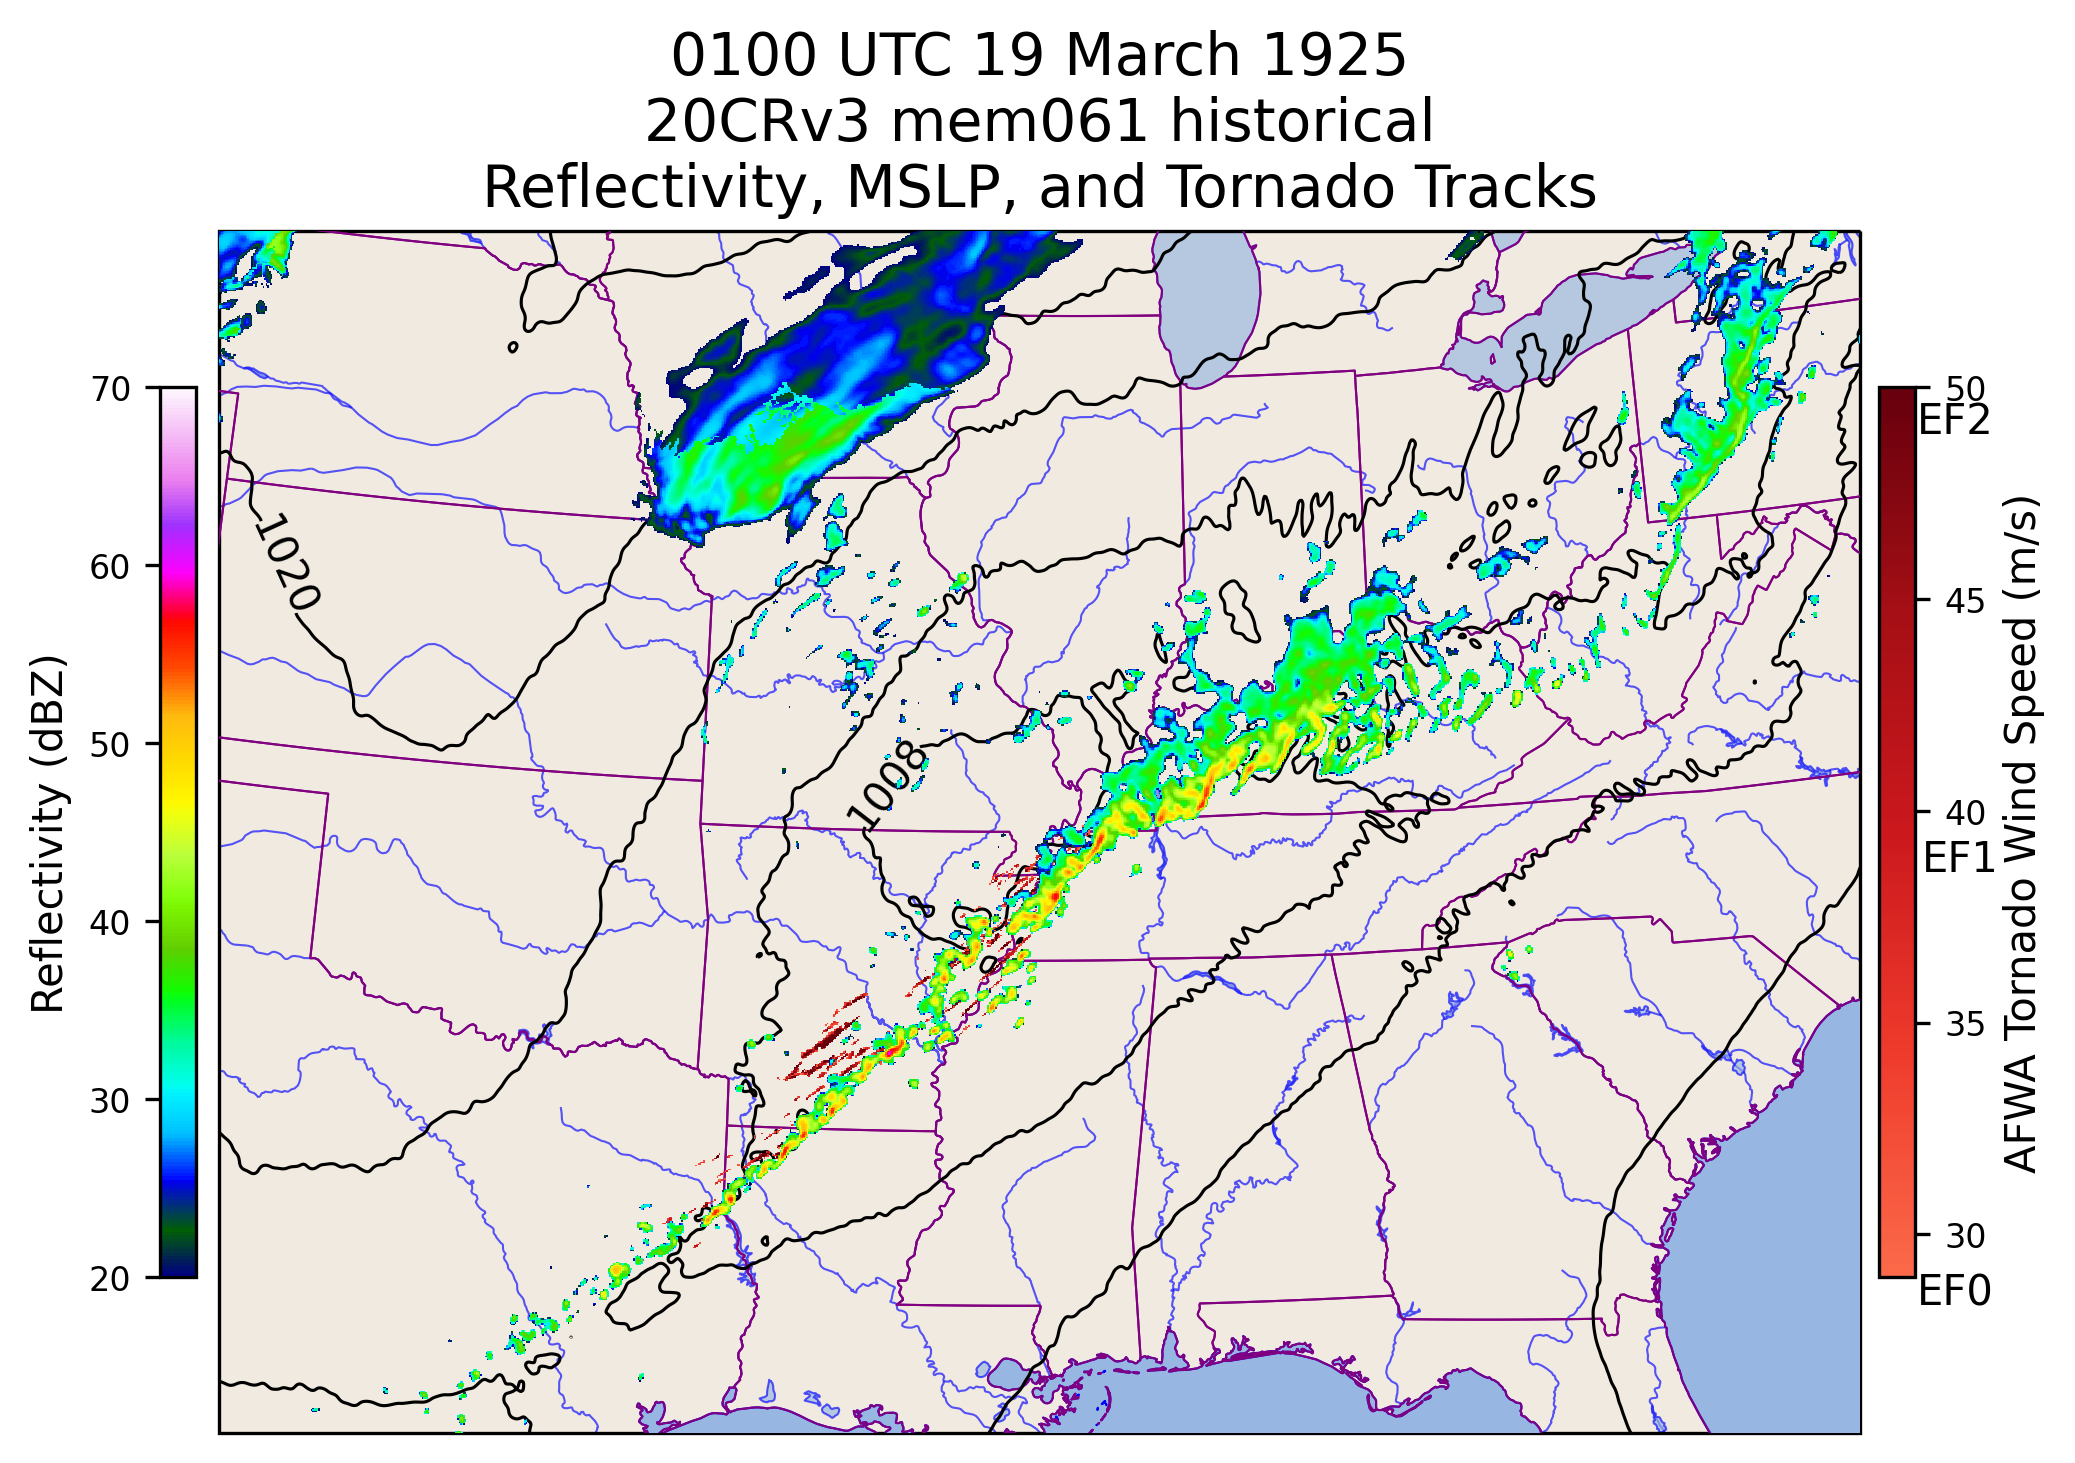 0100 UTC 19 March 1925
20CRv3 mem061 historical
Reflectivity, MSLP, and Tornado Tracks
70
60
50
40
30
20
Reflectivity (dBZ)
1020
1008
50
EF2
45
40
EF1
35
30
EF0
AFWA Tornado Wind Speed (m/s)